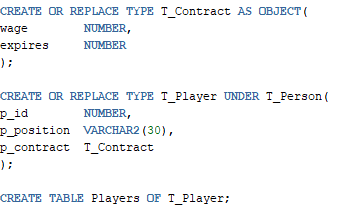 CREATE OR REPLACE TYPE T_Contract AS OBJECT(
wage NUMBER,
expires NUMBER
);
CREATE OR REPLACE TYPE T_Player UNDER T_Person(
p_id NUMBER,
p_position VARCHAR2(30),
p_contract T_Contract
);
CREATE TABLE Players OF T_Player;